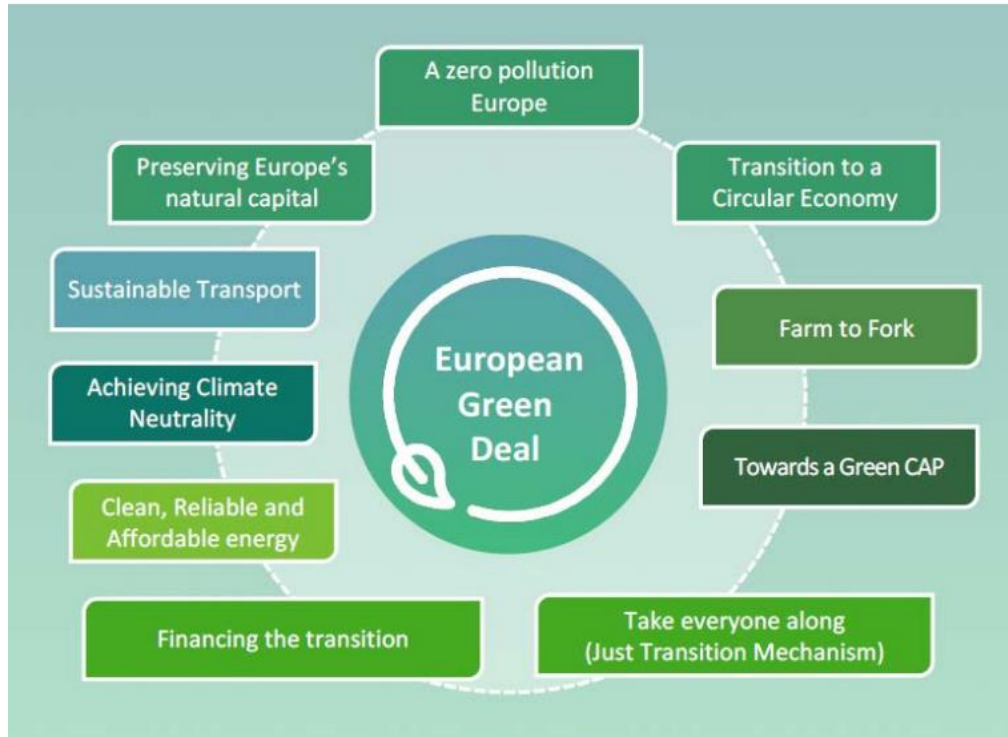 A zero pollution
Europe
Preserving Europe's
natural capital
Transition to a
Circular Economy
Sustainable Transport
Farm to Fork
European
Green
Deal
Achieving Climate
Neutrality
Towards a Green CAP
Clean, Reliable and
Affordable energy
Financing the transition
Take everyone along
(Just Transition Mechanism)